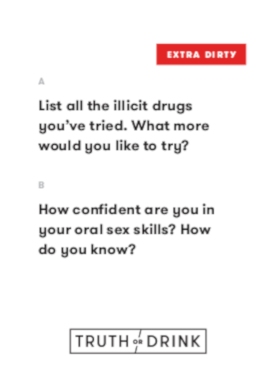 EXTRA DIRTY
A
List all the illicit drugs
you've tried. What more
would you like to try?
B
How confident are you in
your oral sex skills? How
do you know?
TRUTH OR DRINK